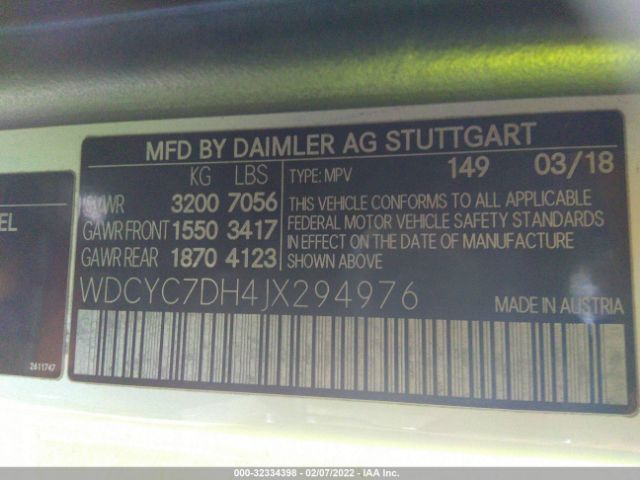 MFD BY DAIMLER AG STUTTGART
KG LBS TYPE: MPV 149 03/18
GVWR 3200 7056
GAWR FRONT 1550 3417
GAWR REAR 1870 4123
THIS VEHICLE CONFORMS TO ALL APPLICABLE
FEDERAL MOTOR VEHICLE SAFETY STANDARDS
IN EFFECT ON THE DATE OF MANUFACTURE
SHOWN ABOVE
WDCYC7DH4JX294976 MADE IN AUSTRIA
EL
2411747
000-32334398 - 02/07/2022 - IAA Inc.